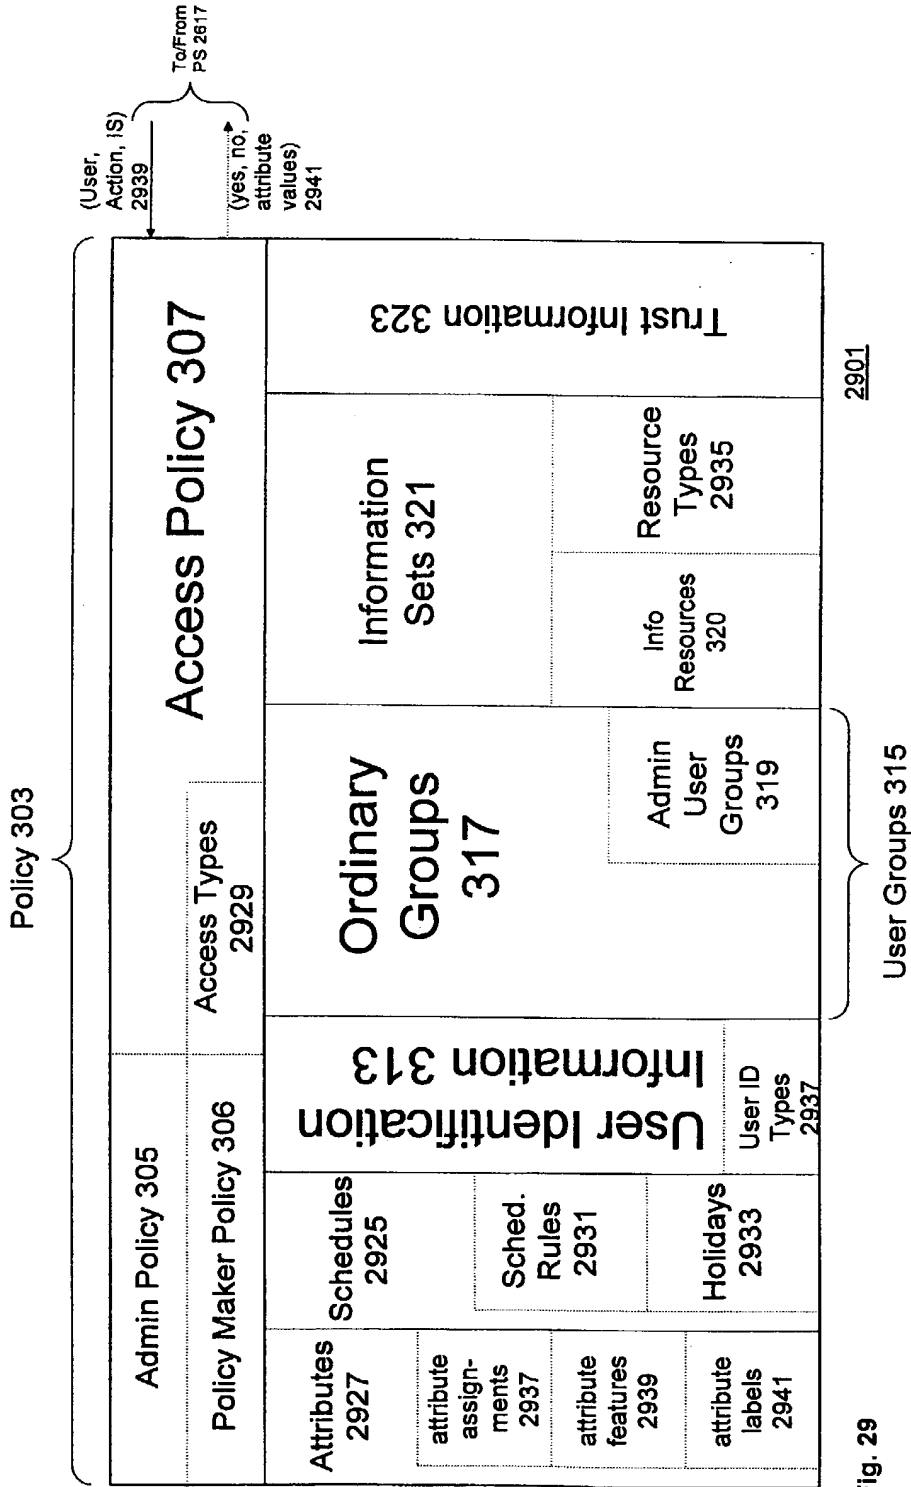 Policy 303
Admin Policy 305
Policy Maker Policy 306
Access Types
2929
Access Policy 307
(User,
Action, IS)
2939
(yes, no,
attribute
values)
2941
To/From
PS 2617
Attributes
2927
attribute
assign-
ments
2937
attribute
features
2939
attribute
labels
2941
Schedules
2925
Sched.
Rules
2931
Holidays
2933
User Identification
Information 313
User ID
Types
2937
Ordinary
Groups
317
Admin
User
Groups
319
Information
Sets 321
Info
Resources
320
Resource
Types
2935
Trust Information 323
User Groups 315
2901
ig. 29